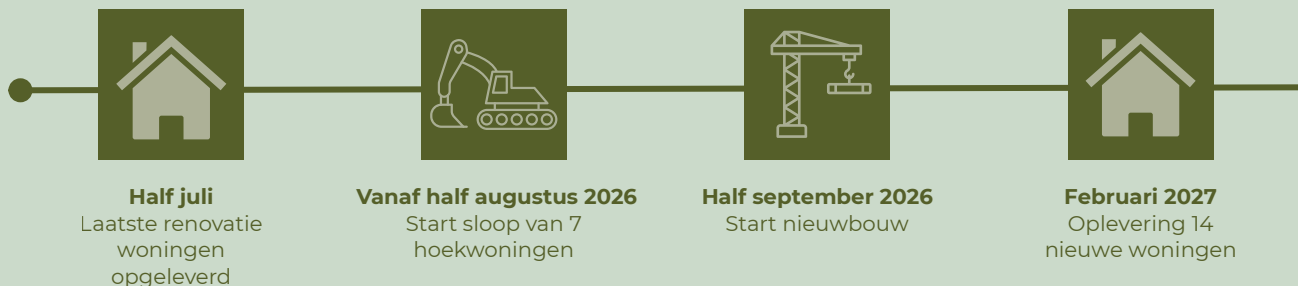 Half juli
Laatste renovatie
woningen
opgeleverd
Vanaf half augustus 2026
Start sloop van 7
hoekwoningen
Half september 2026
Start nieuwbouw
Februari 2027
Oplevering 14
nieuwe woningen